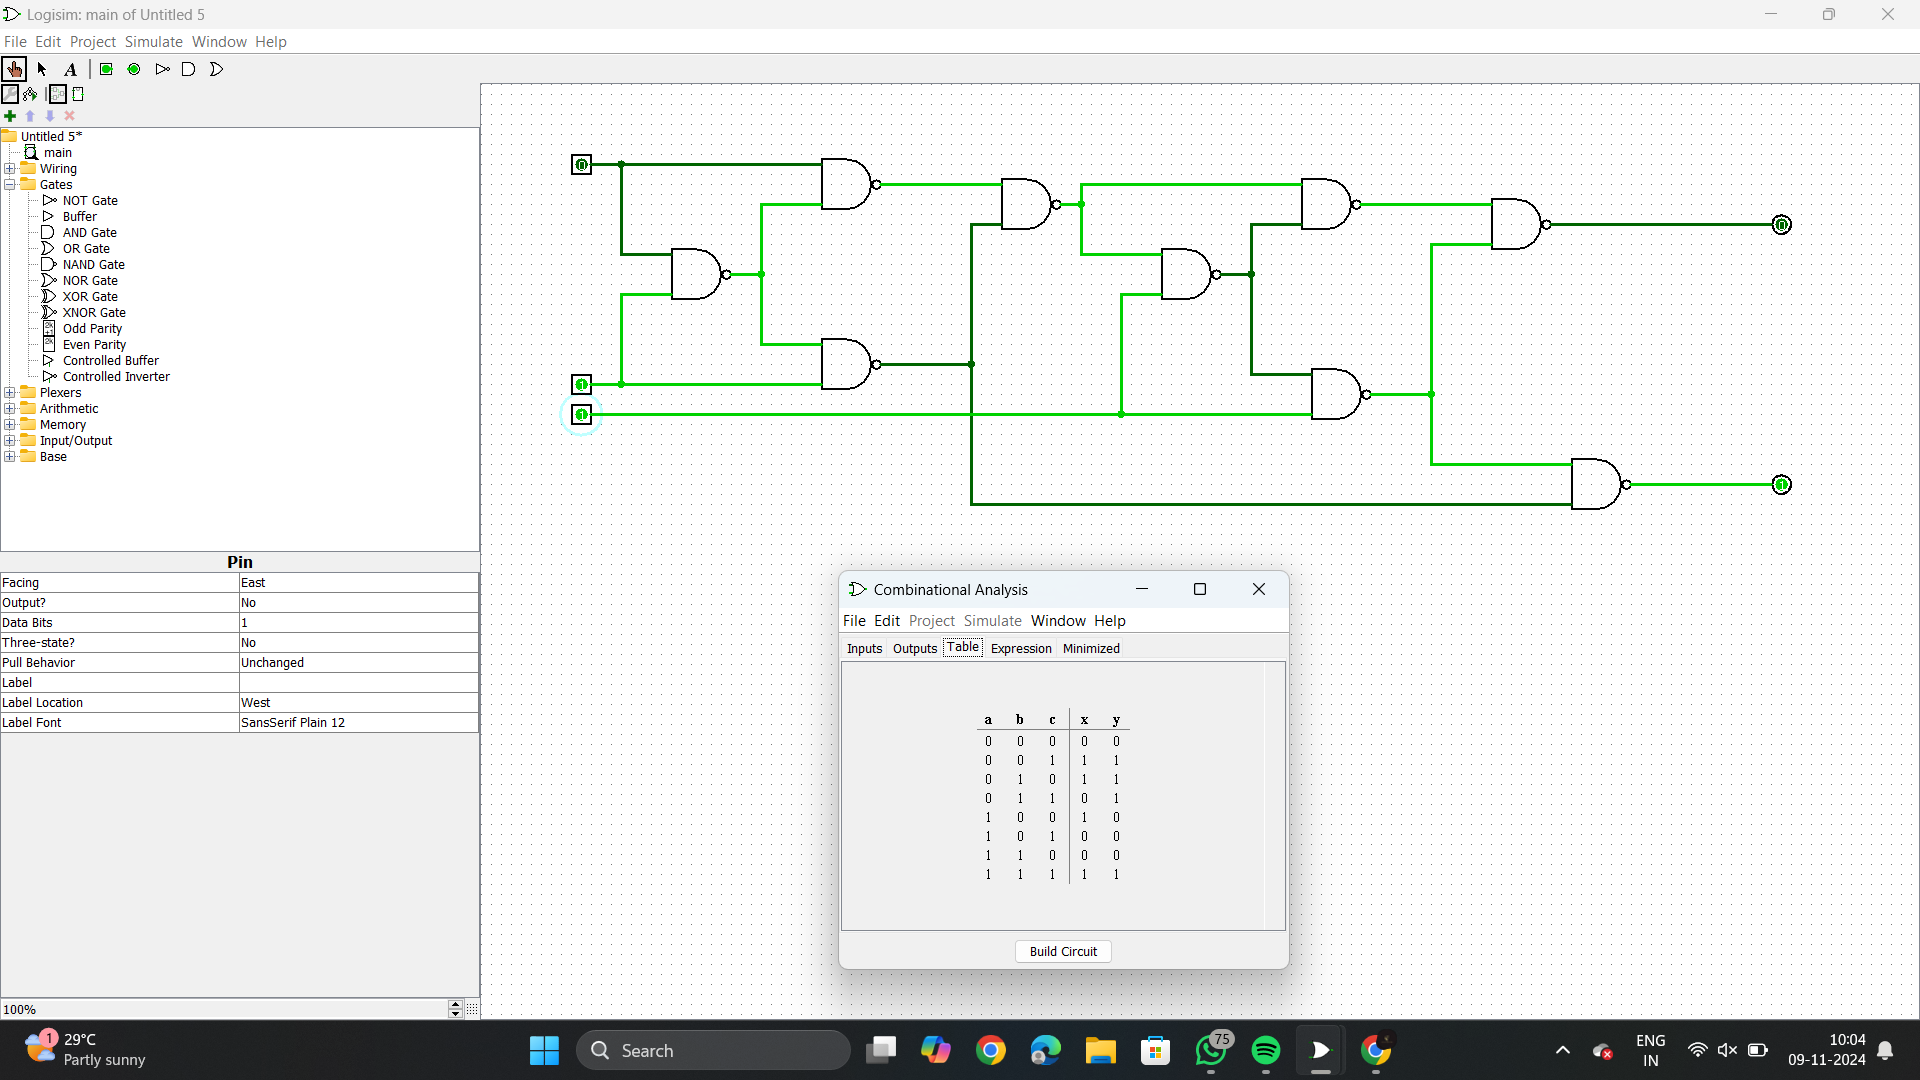 Logisim: main of Untitled 5
File Edit Project Simulate Window Help
A
Untitled 5*
main
Wiring
Gates
NOT Gate
Buffer
AND Gate
OR Gate
NAND Gate
NOR Gate
XOR Gate
XNOR Gate
Odd Parity
Even Parity
Controlled Buffer
Controlled Inverter
Plexers
Arithmetic
Memory
Input/Output
Base
Pin
Facing East
Output? No
Data Bits 1
Three-state? No
Pull Behavior Unchanged
Label
Label Location West
Label Font SansSerif Plain 12
100%
0
1
1
0
1
Combinational Analysis
File Edit Project Simulate Window Help
Inputs Outputs Table Expression Minimized
a b c x y
0 0 0 0 0
0 0 1 1 1
0 1 0 1 1
0 1 1 0 1
1 0 0 1 0
1 0 1 0 0
1 1 0 0 0
1 1 1 1 1
Build Circuit
1
29°C
Partly sunny
Search
75
ENG
IN
10:04
09-11-2024